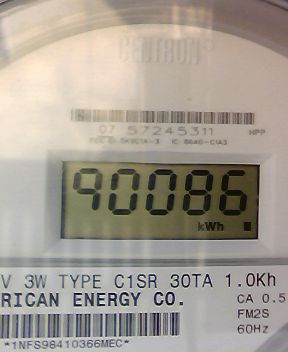 CENTRON
07 57245311 HPP
90086
kWh
V 3W TYPE C1SR 30TA 1.0Kh
RICAN ENERGY CO. CA 0.5
FM2S
60Hz
*1NFS98410366MEC*